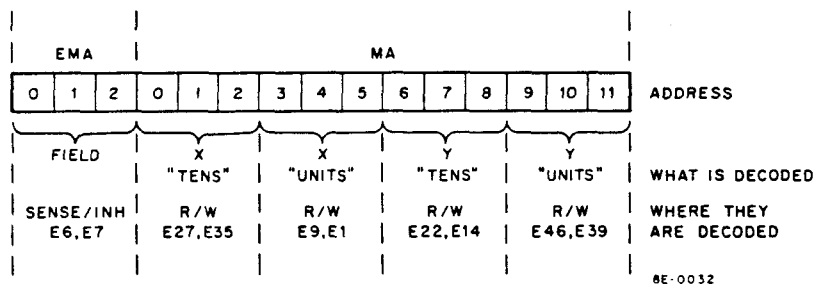 EMA MA
0 1 2 0 1 2 3 4 5 6 7 8 9 10 11 ADDRESS
FIELD X X Y Y
"TENS" "UNITS" "TENS" "UNITS" WHAT IS DECODED
SENSE/INH R/W R/W R/W R/W WHERE THEY
E6,E7 E27,E35 E9,E1 E22,E14 E46,E39 ARE DECODED
8E-0032